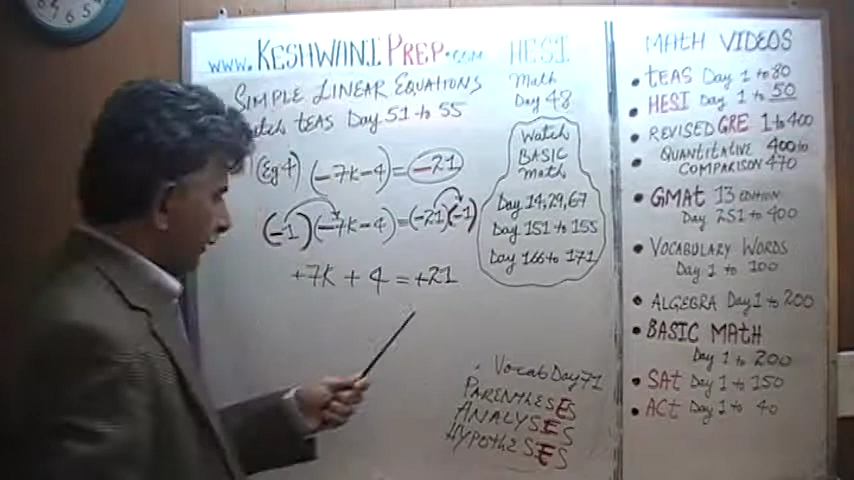 www.KESHWANI PREP.com HESI
SIMPLE LINEAR EQUATIONS
Math
Day 48
TEAS Day 51 to 55
(Eg 4) (-7k-4) = -21
(-1)(-7k-4) = (-21)(-1)
+7k + 4 = +21
Watch
BASIC
Math
Day 14,29,67
Day 151 to 155
Day 166 to 171
Vocab Day 71
PARENTHESES
ANALYSES
HYPOTHESES
MATH VIDEOS
• TEAS Day 1 to 80
• HESI Day 1 to 50
• REVISED GRE 1 to 400
• QUANTITATIVE 400 to
COMPARISON 470
• GMAT 13 EDITION
Day 251 to 400
• VOCABULARY WORDS
Day 1 to 100
• ALGEBRA Day 1 to 200
• BASIC MATH
Day 1 to 200
• SAT Day 1 to 150
• ACT Day 1 to 40